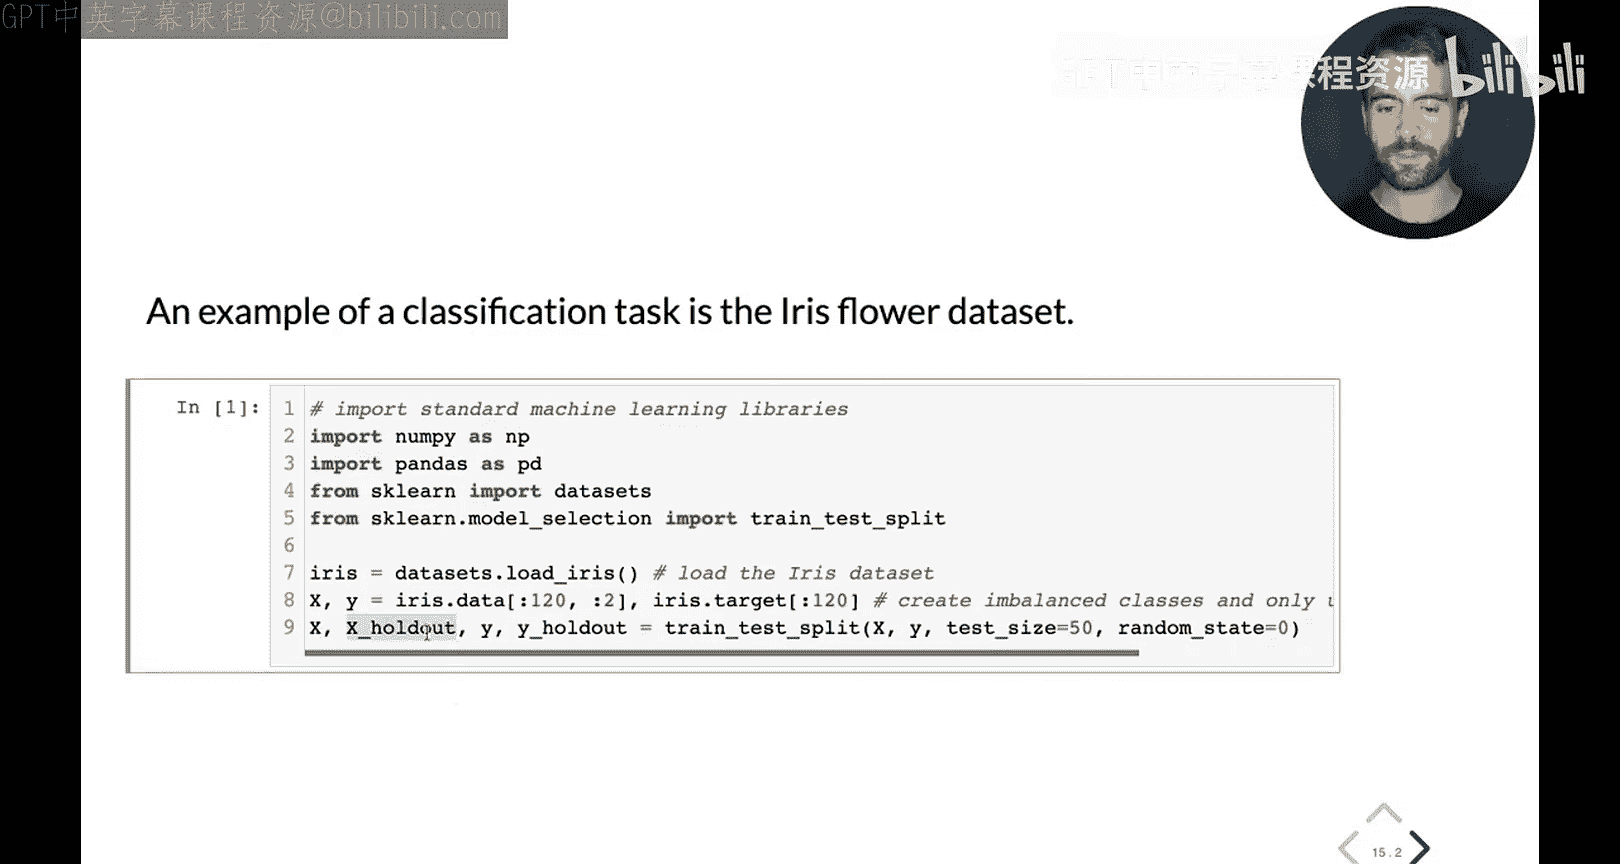 GPT中英字幕课程资源@bilibili.com
课程资源 bilibili
An example of a classification task is the Iris flower dataset.
In [1]:
1 # import standard machine learning libraries
2 import numpy as np
3 import pandas as pd
4 from sklearn import datasets
5 from sklearn.model_selection import train_test_split
6
7 iris = datasets.load_iris() # load the Iris dataset
8 X, y = iris.data[:120, :2], iris.target[:120] # create imbalanced classes and only
9 X, X_holdout, y, y_holdout = train_test_split(X, y, test_size=50, random_state=0)
15.2